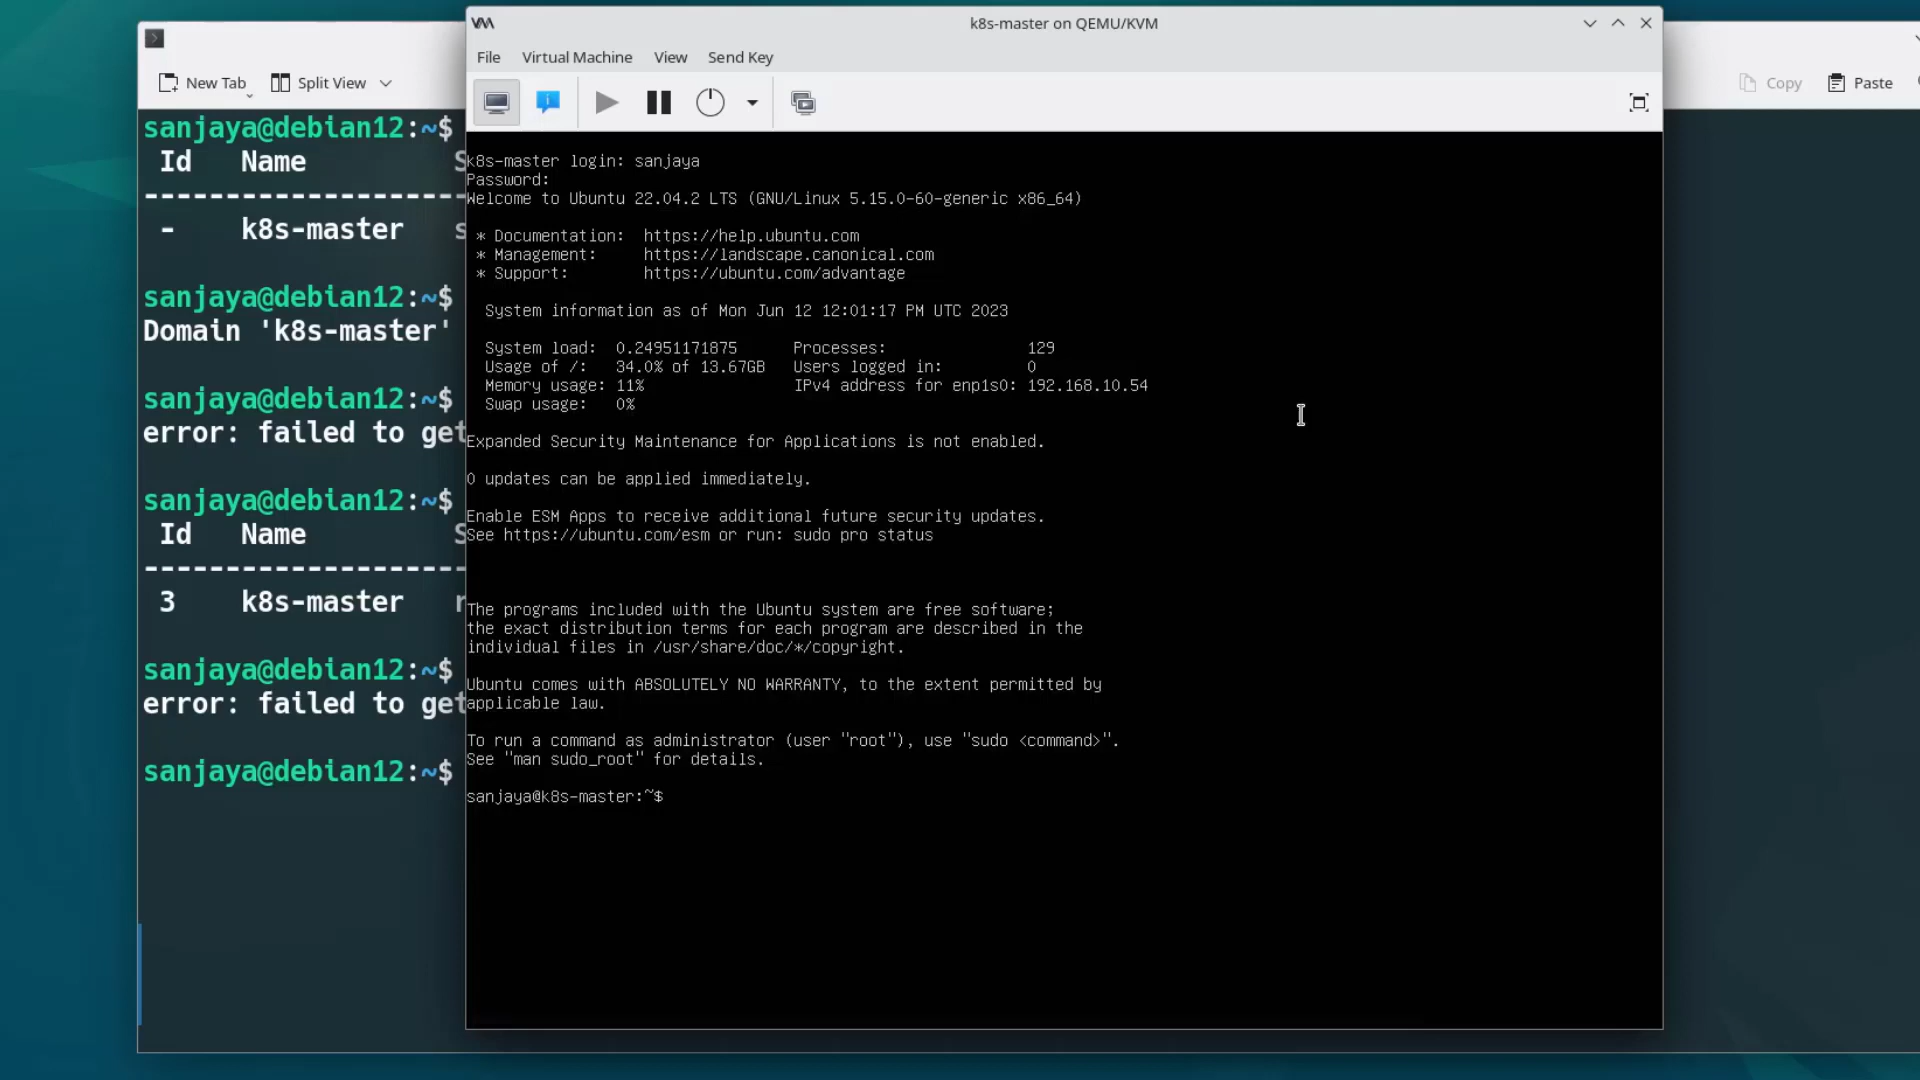 k8s-master on QEMU/KVM
File Virtual Machine View Send Key
New Tab Split View
Copy Paste
sanjaya@debian12:~$
Id Name
--------------------
- k8s-master
sanjaya@debian12:~$
Domain 'k8s-master'
sanjaya@debian12:~$
error: failed to get
sanjaya@debian12:~$
Id Name
--------------------
3 k8s-master
sanjaya@debian12:~$
error: failed to get
sanjaya@debian12:~$
k8s-master login: sanjaya
Password:
Welcome to Ubuntu 22.04.2 LTS (GNU/Linux 5.15.0-60-generic x86_64)
* Documentation: https://help.ubuntu.com
* Management: https://landscape.canonical.com
* Support: https://ubuntu.com/advantage
System information as of Mon Jun 12 12:01:17 PM UTC 2023
System load: 0.24951171875 Processes: 129
Usage of /: 34.0% of 13.67GB Users logged in: 0
Memory usage: 11% IPv4 address for enp1s0: 192.168.10.54
Swap usage: 0%
Expanded Security Maintenance for Applications is not enabled.
0 updates can be applied immediately.
Enable ESM Apps to receive additional future security updates.
See https://ubuntu.com/esm or run: sudo pro status
The programs included with the Ubuntu system are free software;
the exact distribution terms for each program are described in the
individual files in /usr/share/doc/*/copyright.
Ubuntu comes with ABSOLUTELY NO WARRANTY, to the extent permitted by
applicable law.
To run a command as administrator (user "root"), use "sudo <command>".
See "man sudo_root" for details.
sanjaya@k8s-master:~$